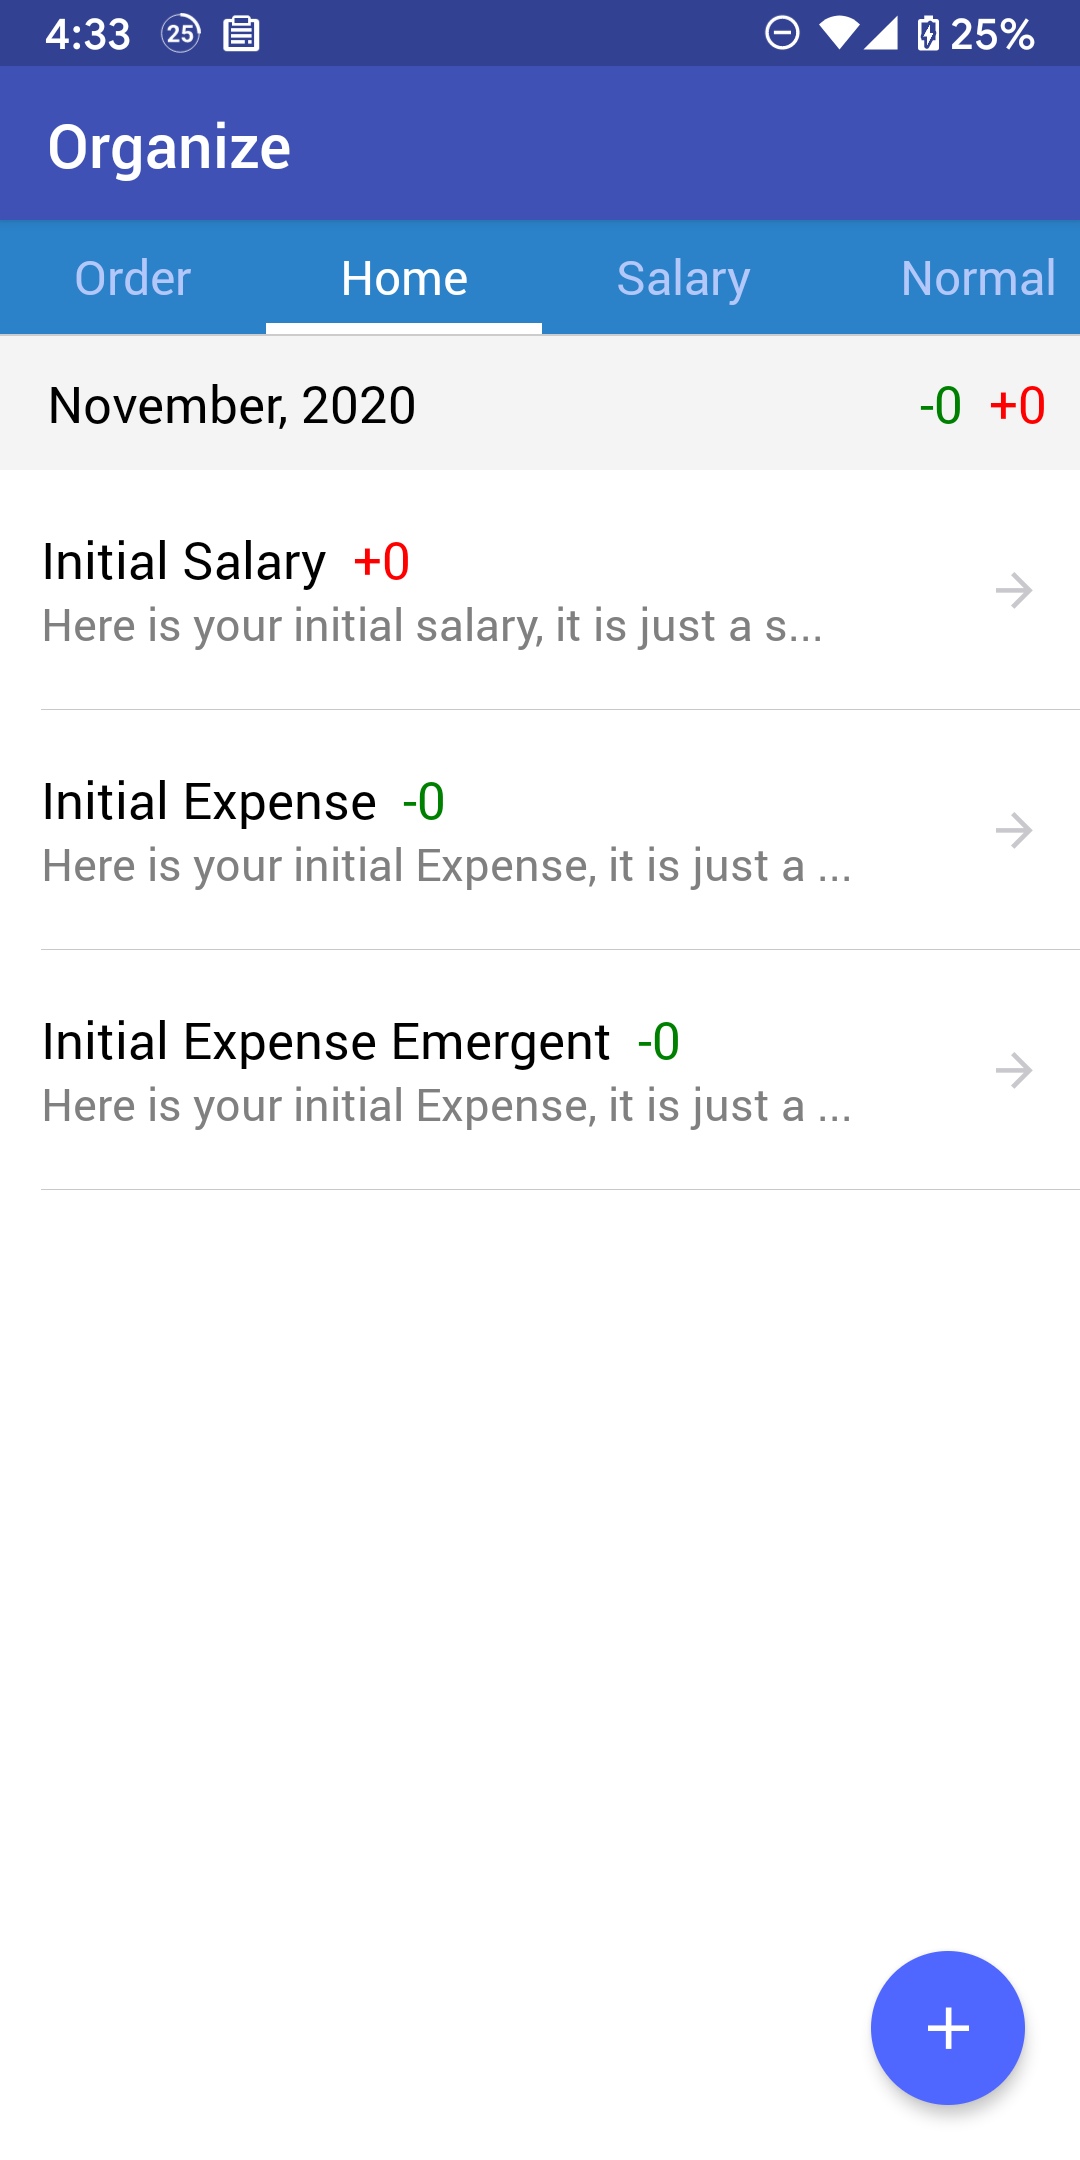 4:33 25 25%
Organize
Order Home Salary Normal
November, 2020 -0 +0
Initial Salary +0
Here is your initial salary, it is just a s...
Initial Expense -0
Here is your initial Expense, it is just a ...
Initial Expense Emergent -0
Here is your initial Expense, it is just a ...
+